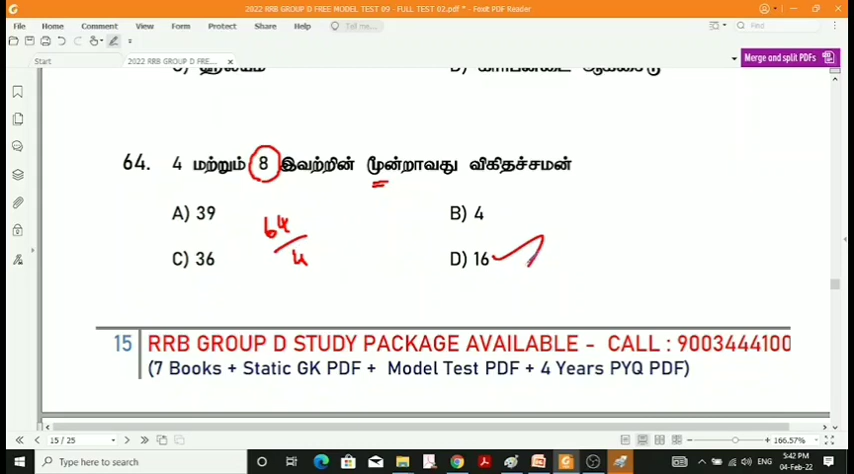 2022 RRB GROUP D FREE MODEL TEST 09 - FULL TEST 02.pdf * - Foxit PDF Reader
File Home Comment View Form Protect Share Help Tell me...
Find
Start 2022 RRB GROUP D FRE...
Merge and split PDFs
64. 4 மற்றும் 8 இவற்றின் மூன்றாவது விகிதச்சமன்
A) 39 B) 4
64
4
C) 36 D) 16
15 RRB GROUP D STUDY PACKAGE AVAILABLE - CALL : 9003444100
(7 Books + Static GK PDF + Model Test PDF + 4 Years PYQ PDF)
15 / 25 166.57%
Type here to search ENG 5:42 PM
04-Feb-22